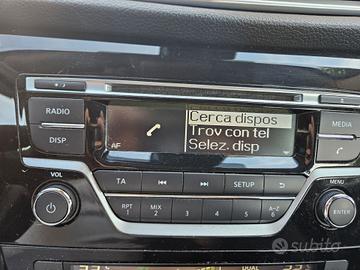 Cerca dispos
RADIO
Trov con tel
MEDIA
DISP
AF
Selez. disp
VOL
TA
SETUP
MENU
RPT
1
MIX
2
3
4
5
A-Z
6
ENTER
DUAL
subito